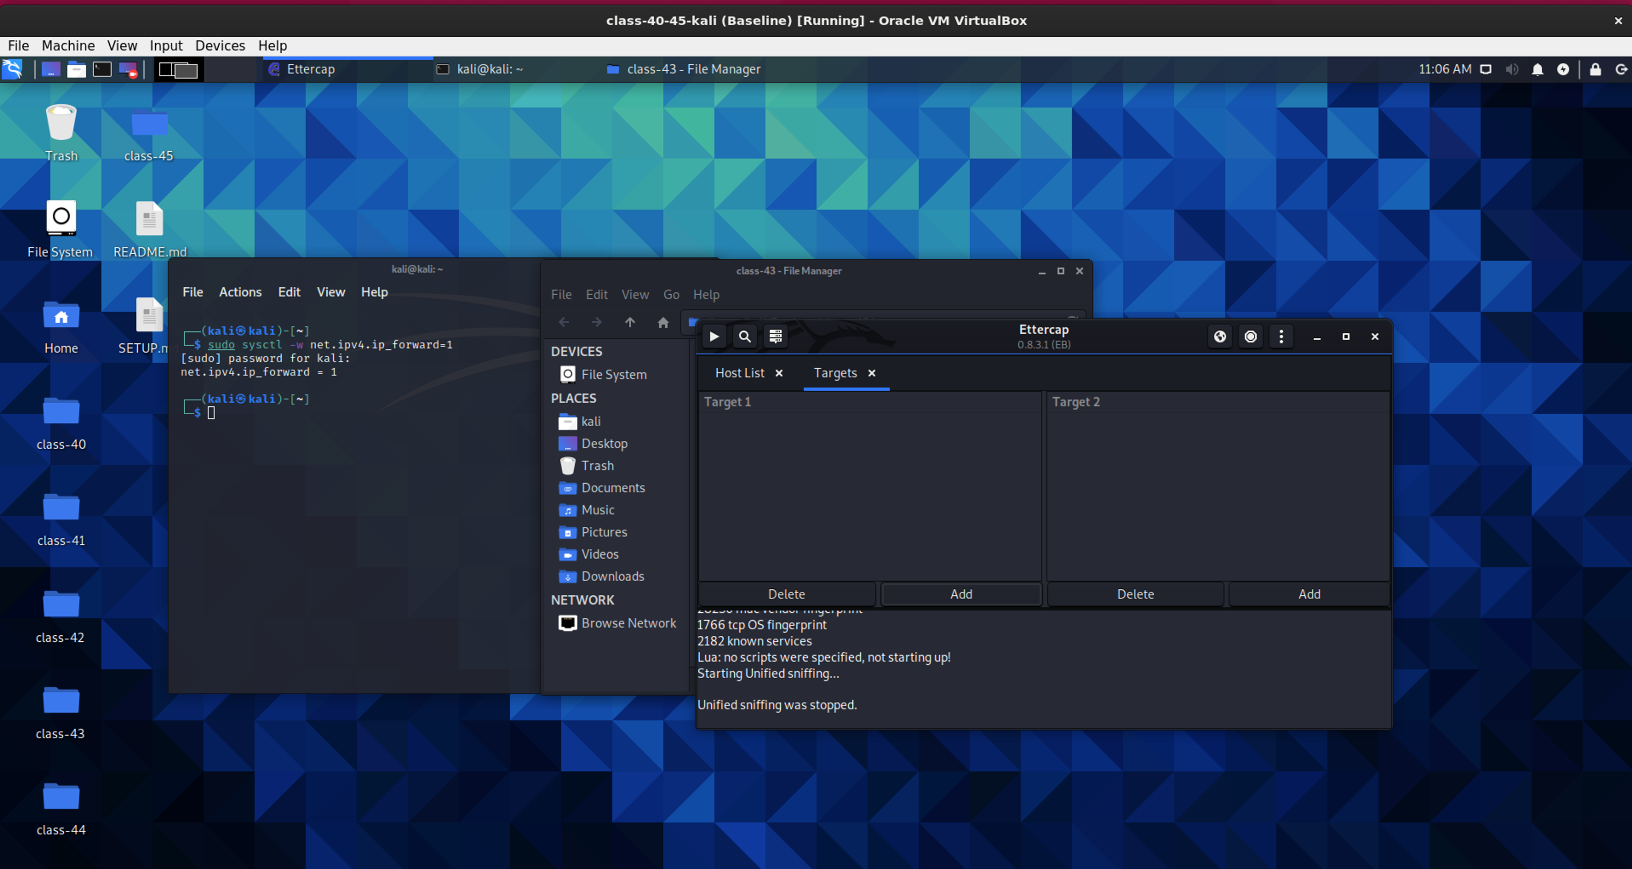 class-40-45-kali (Baseline) [Running] - Oracle VM VirtualBox
File Machine View Input Devices Help
Ettercap
kali@kali: ~
class-43 - File Manager
11:06 AM
Trash
class-45
File System
README.md
Home
SETUP.m
class-40
class-41
class-42
class-43
class-44
kali@kali: ~
File Actions Edit View Help
┌──(kali㉿kali)-[~]
└─$ sudo sysctl -w net.ipv4.ip_forward=1
[sudo] password for kali:
net.ipv4.ip_forward = 1
┌──(kali㉿kali)-[~]
└─$
class-43 - File Manager
File Edit View Go Help
DEVICES
File System
PLACES
kali
Desktop
Trash
Documents
Music
Pictures
Videos
Downloads
NETWORK
Browse Network
Ettercap
0.8.3.1 (EB)
Host List
Targets
Target 1
Target 2
Delete
Add
Delete
Add
28230 mac vendor fingerprint
1766 tcp OS fingerprint
2182 known services
Lua: no scripts were specified, not starting up!
Starting Unified sniffing...
Unified sniffing was stopped.